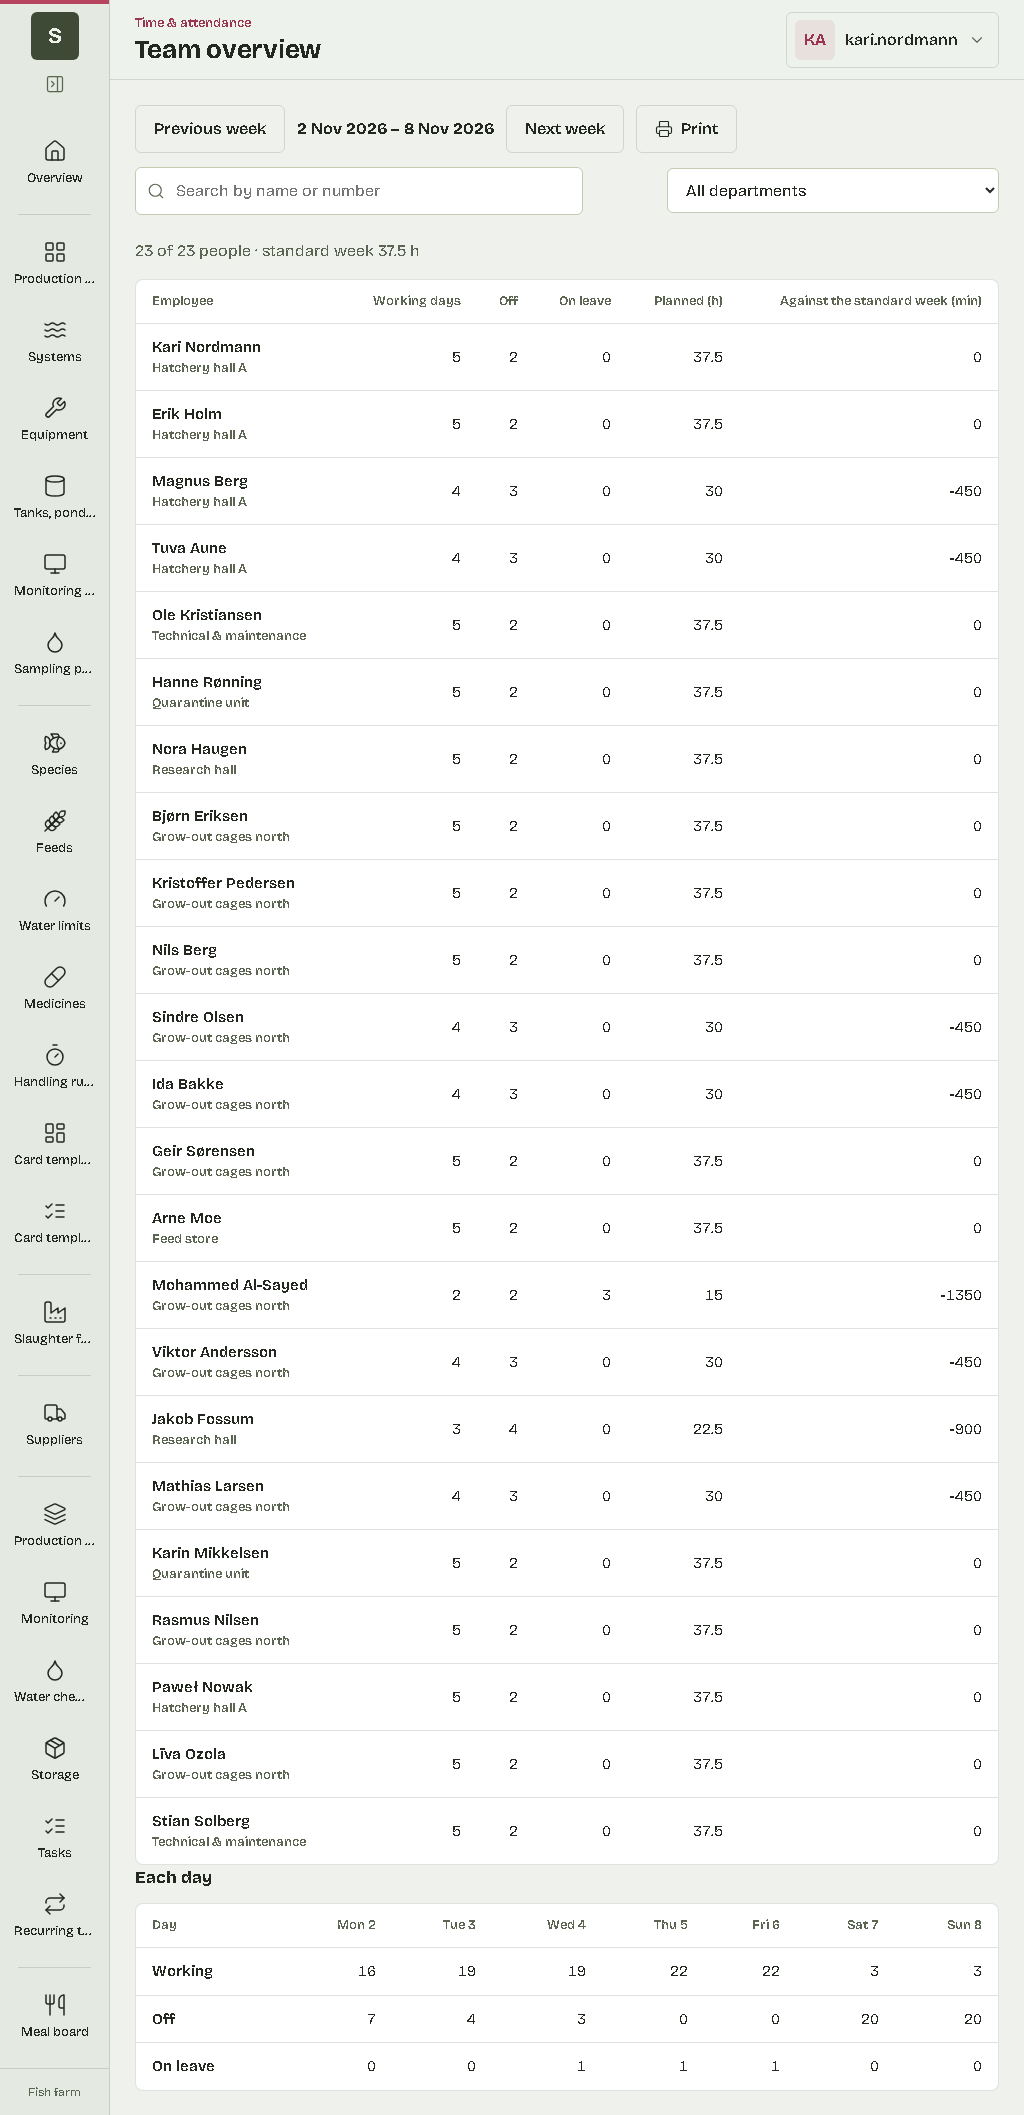 S
Overview
Production ...
Systems
Equipment
Tanks, pond...
Monitoring ...
Sampling p...
Species
Feeds
Water limits
Medicines
Handling ru...
Card templ...
Card templ...
Slaughter f...
Suppliers
Production ...
Monitoring
Water che...
Storage
Tasks
Recurring t...
Meal board
Fish farm
Time & attendance
Team overview
KA kari.nordmann
Previous week 2 Nov 2026 – 8 Nov 2026 Next week Print
Search by name or number All departments
23 of 23 people · standard week 37.5 h
Employee Working days Off On leave Planned (h) Against the standard week (min)
Kari Nordmann
Hatchery hall A
5 2 0 37.5 0
Erik Holm
Hatchery hall A
5 2 0 37.5 0
Magnus Berg
Hatchery hall A
4 3 0 30 -450
Tuva Aune
Hatchery hall A
4 3 0 30 -450
Ole Kristiansen
Technical & maintenance
5 2 0 37.5 0
Hanne Rønning
Quarantine unit
5 2 0 37.5 0
Nora Haugen
Research hall
5 2 0 37.5 0
Bjørn Eriksen
Grow-out cages north
5 2 0 37.5 0
Kristoffer Pedersen
Grow-out cages north
5 2 0 37.5 0
Nils Berg
Grow-out cages north
5 2 0 37.5 0
Sindre Olsen
Grow-out cages north
4 3 0 30 -450
Ida Bakke
Grow-out cages north
4 3 0 30 -450
Geir Sørensen
Grow-out cages north
5 2 0 37.5 0
Arne Moe
Feed store
5 2 0 37.5 0
Mohammed Al-Sayed
Grow-out cages north
2 2 3 15 -1350
Viktor Andersson
Grow-out cages north
4 3 0 30 -450
Jakob Fossum
Research hall
3 4 0 22.5 -900
Mathias Larsen
Grow-out cages north
4 3 0 30 -450
Karin Mikkelsen
Quarantine unit
5 2 0 37.5 0
Rasmus Nilsen
Grow-out cages north
5 2 0 37.5 0
Paweł Nowak
Hatchery hall A
5 2 0 37.5 0
Līva Ozola
Grow-out cages north
5 2 0 37.5 0
Stian Solberg
Technical & maintenance
5 2 0 37.5 0
Each day
Day Mon 2 Tue 3 Wed 4 Thu 5 Fri 6 Sat 7 Sun 8
Working 16 19 19 22 22 3 3
Off 7 4 3 0 0 20 20
On leave 0 0 1 1 1 0 0